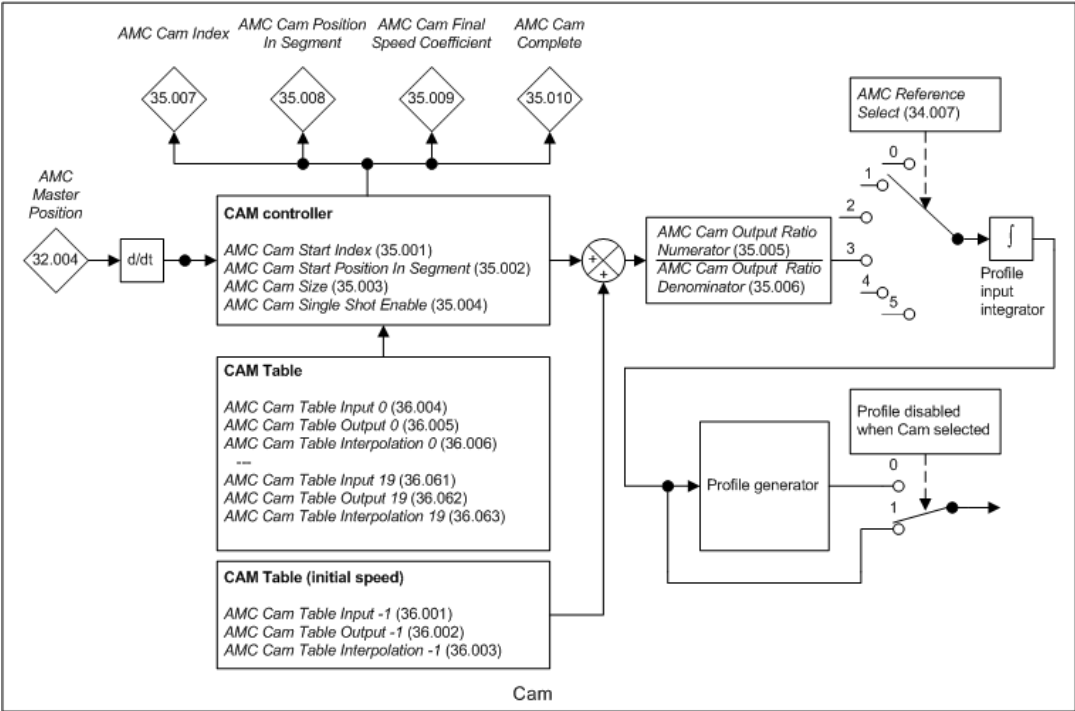 AMC Cam Index
AMC Cam Position
In Segment
AMC Cam Final
Speed Coefficient
AMC Cam
Complete
35.007
35.008
35.009
35.010
AMC Reference
Select (34.007)
AMC
Master
Position
32.004
d/dt
CAM controller
AMC Cam Start Index (35.001)
AMC Cam Start Position In Segment (35.002)
AMC Cam Size (35.003)
AMC Cam Single Shot Enable (35.004)
+
+
AMC Cam Output Ratio
Numerator (35.005)
AMC Cam Output Ratio
Denominator (35.006)
0
1
2
3
4
5
∫
Profile
input
integrator
CAM Table
AMC Cam Table Input 0 (36.004)
AMC Cam Table Output 0 (36.005)
AMC Cam Table Interpolation 0 (36.006)
---
AMC Cam Table Input 19 (36.061)
AMC Cam Table Output 19 (36.062)
AMC Cam Table Interpolation 19 (36.063)
Profile disabled
when Cam selected
Profile generator
0
1
CAM Table (initial speed)
AMC Cam Table Input -1 (36.001)
AMC Cam Table Output -1 (36.002)
AMC Cam Table Interpolation -1 (36.003)
Cam